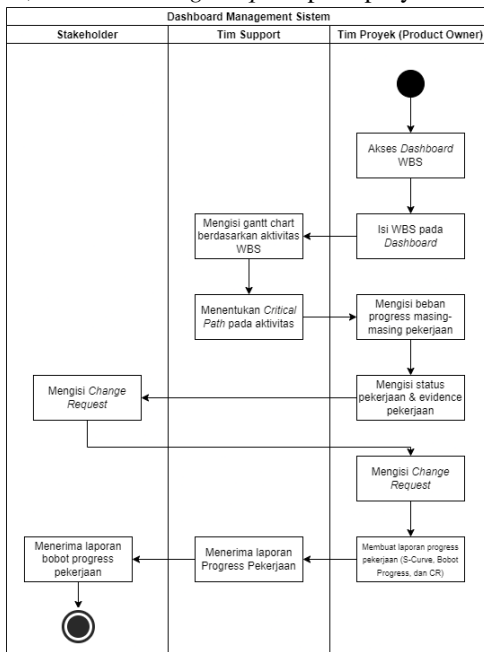 Dashboard Management Sistem
Stakeholder
Tim Support
Tim Proyek (Product Owner)
Akses Dashboard
WBS
Isi WBS pada
Dashboard
Mengisi gantt chart
berdasarkan aktivitas
WBS
Menentukan Critical
Path pada aktivitas
Mengisi beban
progress masing-
masing pekerjaan
Mengisi status
pekerjaan & evidence
pekerjaan
Mengisi Change
Request
Mengisi Change
Request
Membuat laporan progress
pekerjaan (S-Curve, Bobot
Progress, dan CR)
Menerima laporan
Progress Pekerjaan
Menerima laporan
bobot progress
pekerjaan